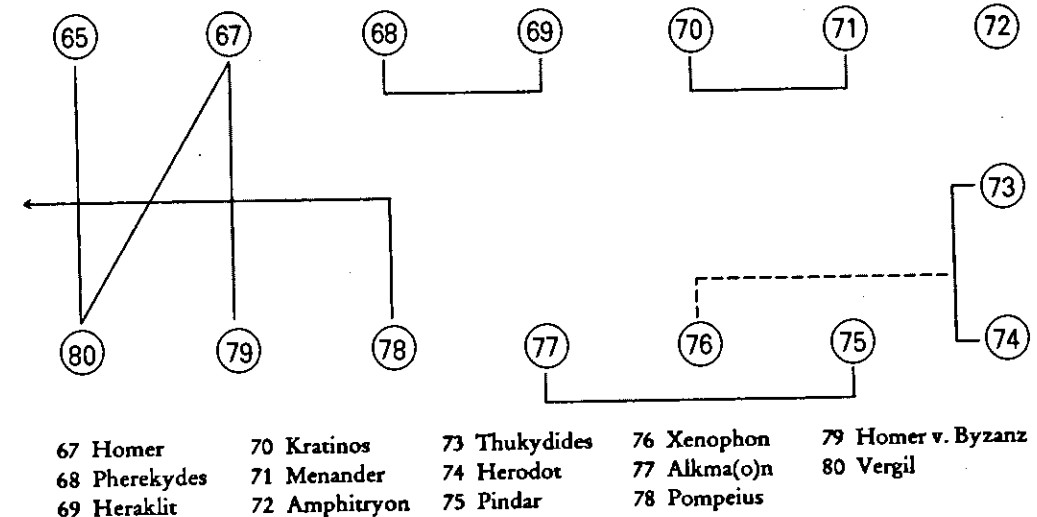 65 67 68 69 70 71 72
73
80 79 78 77 76 75 74
67 Homer 70 Kratinos 73 Thukydides 76 Xenophon 79 Homer v. Byzanz
68 Pherekydes 71 Menander 74 Herodot 77 Alkma(o)n 80 Vergil
69 Heraklit 72 Amphitryon 75 Pindar 78 Pompeius